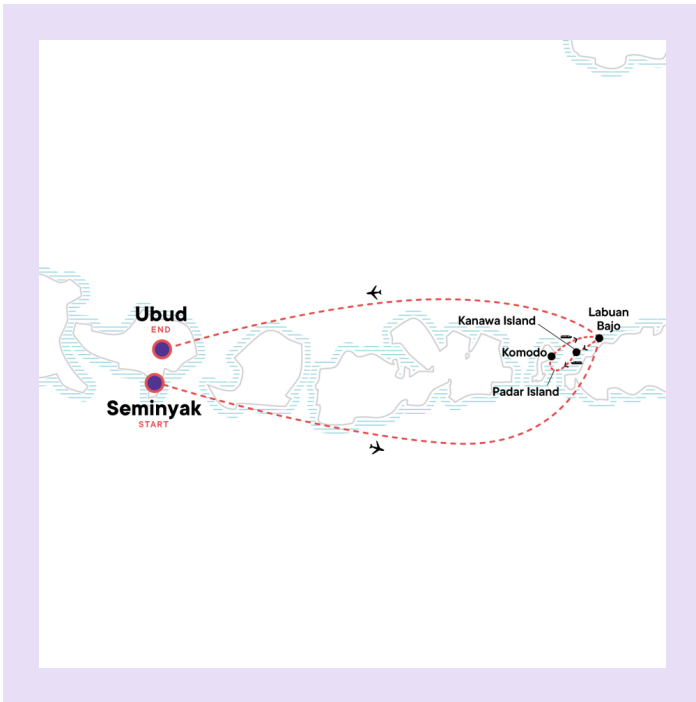 Ubud
END
Seminyak
START
Kanawa Island
Labuan
Bajo
Komodo
Padar Island